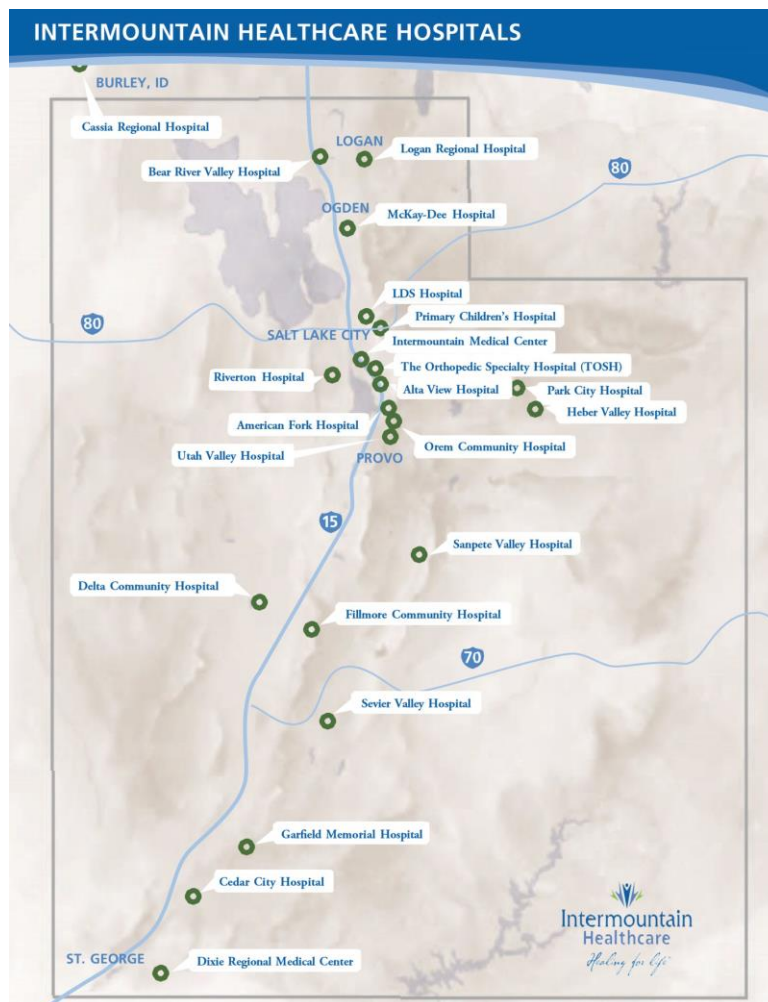 INTERMOUNTAIN HEALTHCARE HOSPITALS
BURLEY, ID
Cassia Regional Hospital
LOGAN
Logan Regional Hospital
Bear River Valley Hospital
80
OGDEN
McKay-Dee Hospital
LDS Hospital
80
Primary Children's Hospital
SALT LAKE CITY
Intermountain Medical Center
The Orthopedic Specialty Hospital (TOSH)
Riverton Hospital
Alta View Hospital
Park City Hospital
Heber Valley Hospital
American Fork Hospital
Orem Community Hospital
Utah Valley Hospital
PROVO
15
Sanpete Valley Hospital
Delta Community Hospital
Fillmore Community Hospital
70
Sevier Valley Hospital
Garfield Memorial Hospital
Cedar City Hospital
Intermountain
Healthcare
Healing for life
ST. GEORGE
Dixie Regional Medical Center